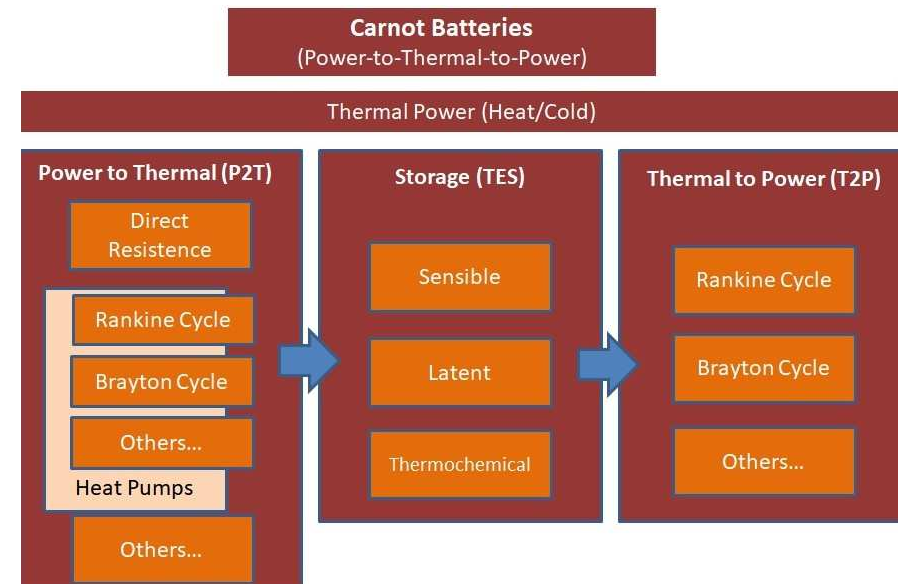 Carnot Batteries
(Power-to-Thermal-to-Power)
Thermal Power (Heat/Cold)
Power to Thermal (P2T)
Direct
Resistence
Rankine Cycle
Brayton Cycle
Others...
Heat Pumps
Others...
Storage (TES)
Sensible
Latent
Thermochemical
Thermal to Power (T2P)
Rankine Cycle
Brayton Cycle
Others...